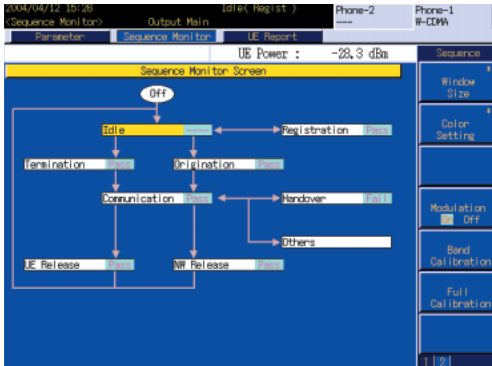 2004/04/12 15:26 Idle( Regist ) Phone-2 Phone-1
<Sequence Monitor> Output Main ---- W-CDMA
Parameter Sequence Monitor UE Report
UE Power : -28.3 dBm Sequence
Sequence Monitor Screen
Window
Size
Off
Color
Setting
Idle ---- Registration Pass
Termination Pass Origination Pass
Communication Pass Handover Fail
Modulation
On Off
Others
Band
Calibration
UE Release Pass NW Release Pass
Full
Calibration
1 2